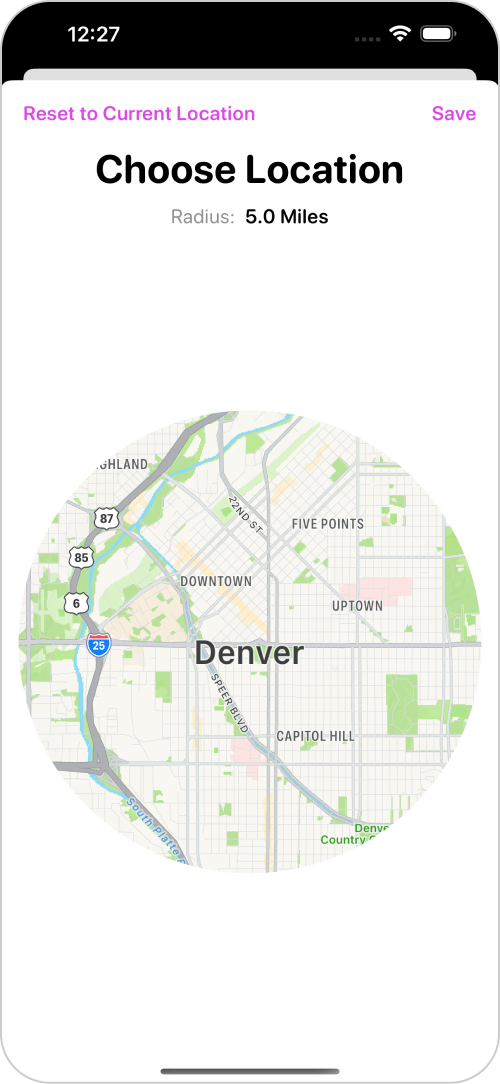 12:27
Reset to Current Location
Save
Choose Location
Radius: 5.0 Miles
GHLAND
87
22ND ST
FIVE POINTS
85
DOWNTOWN
6
UPTOWN
25
Denver
SPEER BLVD
CAPITOL HILL
South Platte
Denve
Country